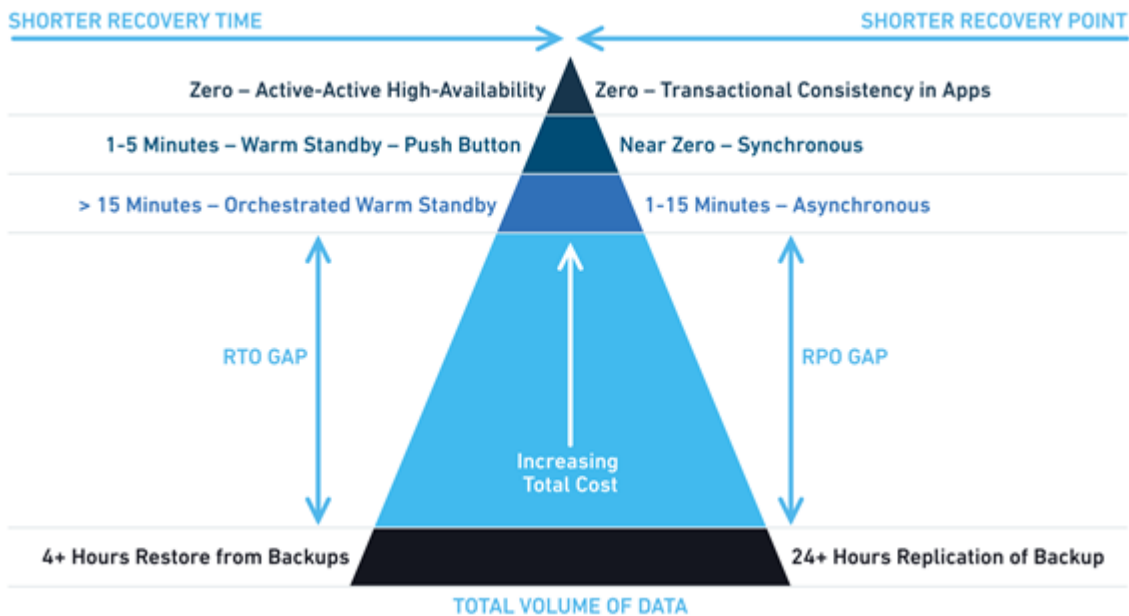 SHORTER RECOVERY TIME
SHORTER RECOVERY POINT
Zero – Active-Active High-Availability
Zero – Transactional Consistency in Apps
1-5 Minutes – Warm Standby – Push Button
Near Zero – Synchronous
> 15 Minutes – Orchestrated Warm Standby
1-15 Minutes – Asynchronous
RTO GAP
RPO GAP
Increasing
Total Cost
4+ Hours Restore from Backups
24+ Hours Replication of Backup
TOTAL VOLUME OF DATA